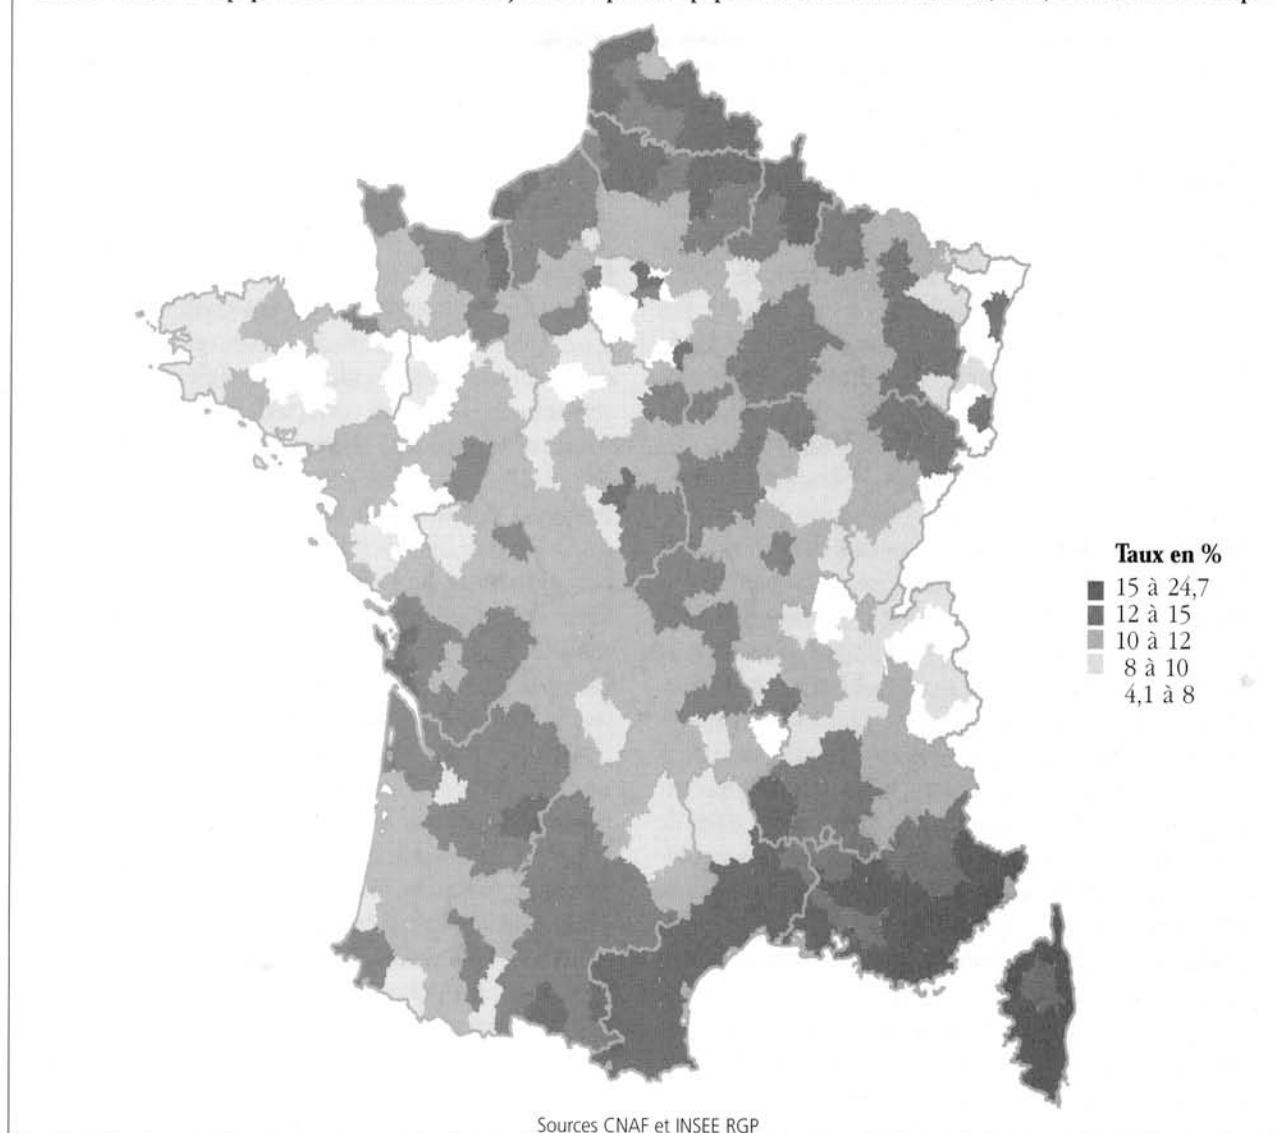 Taux en %
15 à 24,7
12 à 15
10 à 12
8 à 10
4,1 à 8
Sources CNAF et INSEE RGP